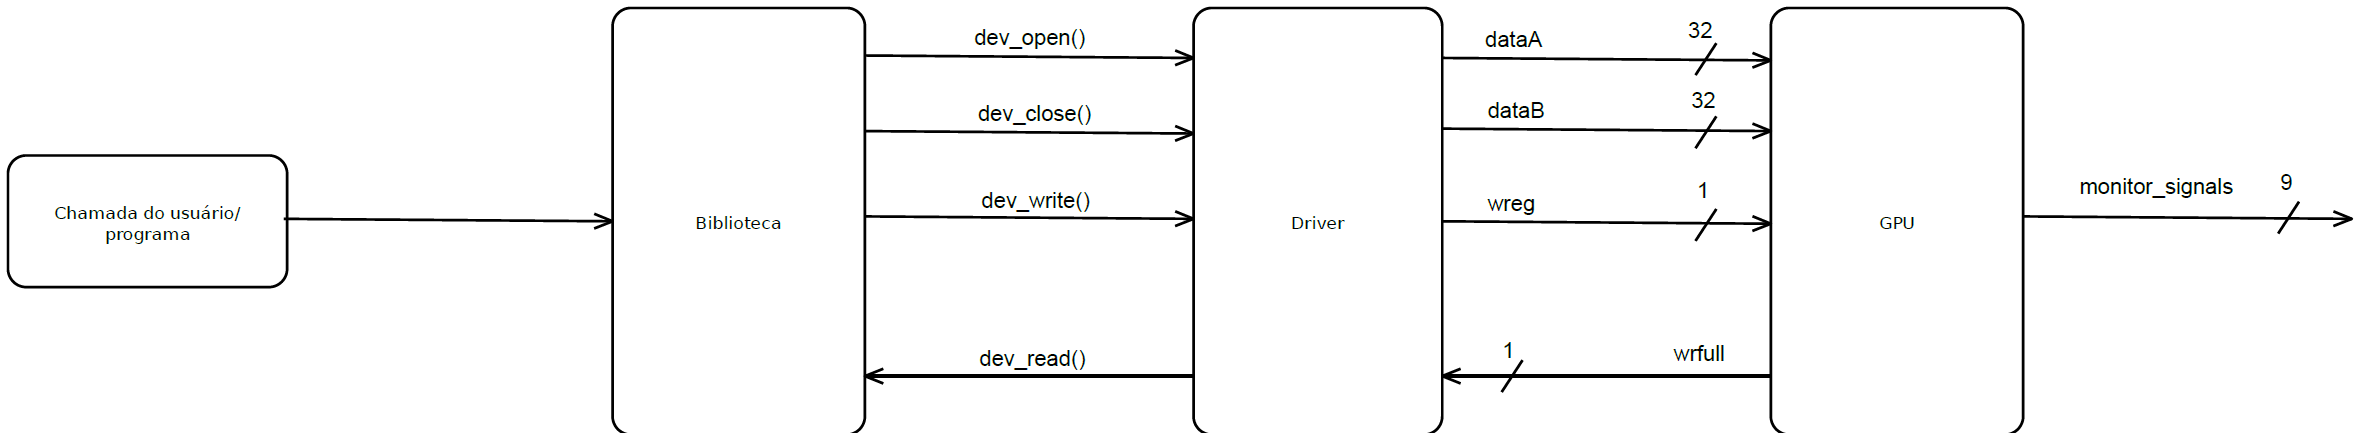 Chamada do usuário/
programa
Biblioteca
dev_open()
dev_close()
dev_write()
dev_read()
Driver
dataA
32
dataB
32
wreg
1
1
wrfull
GPU
monitor_signals
9